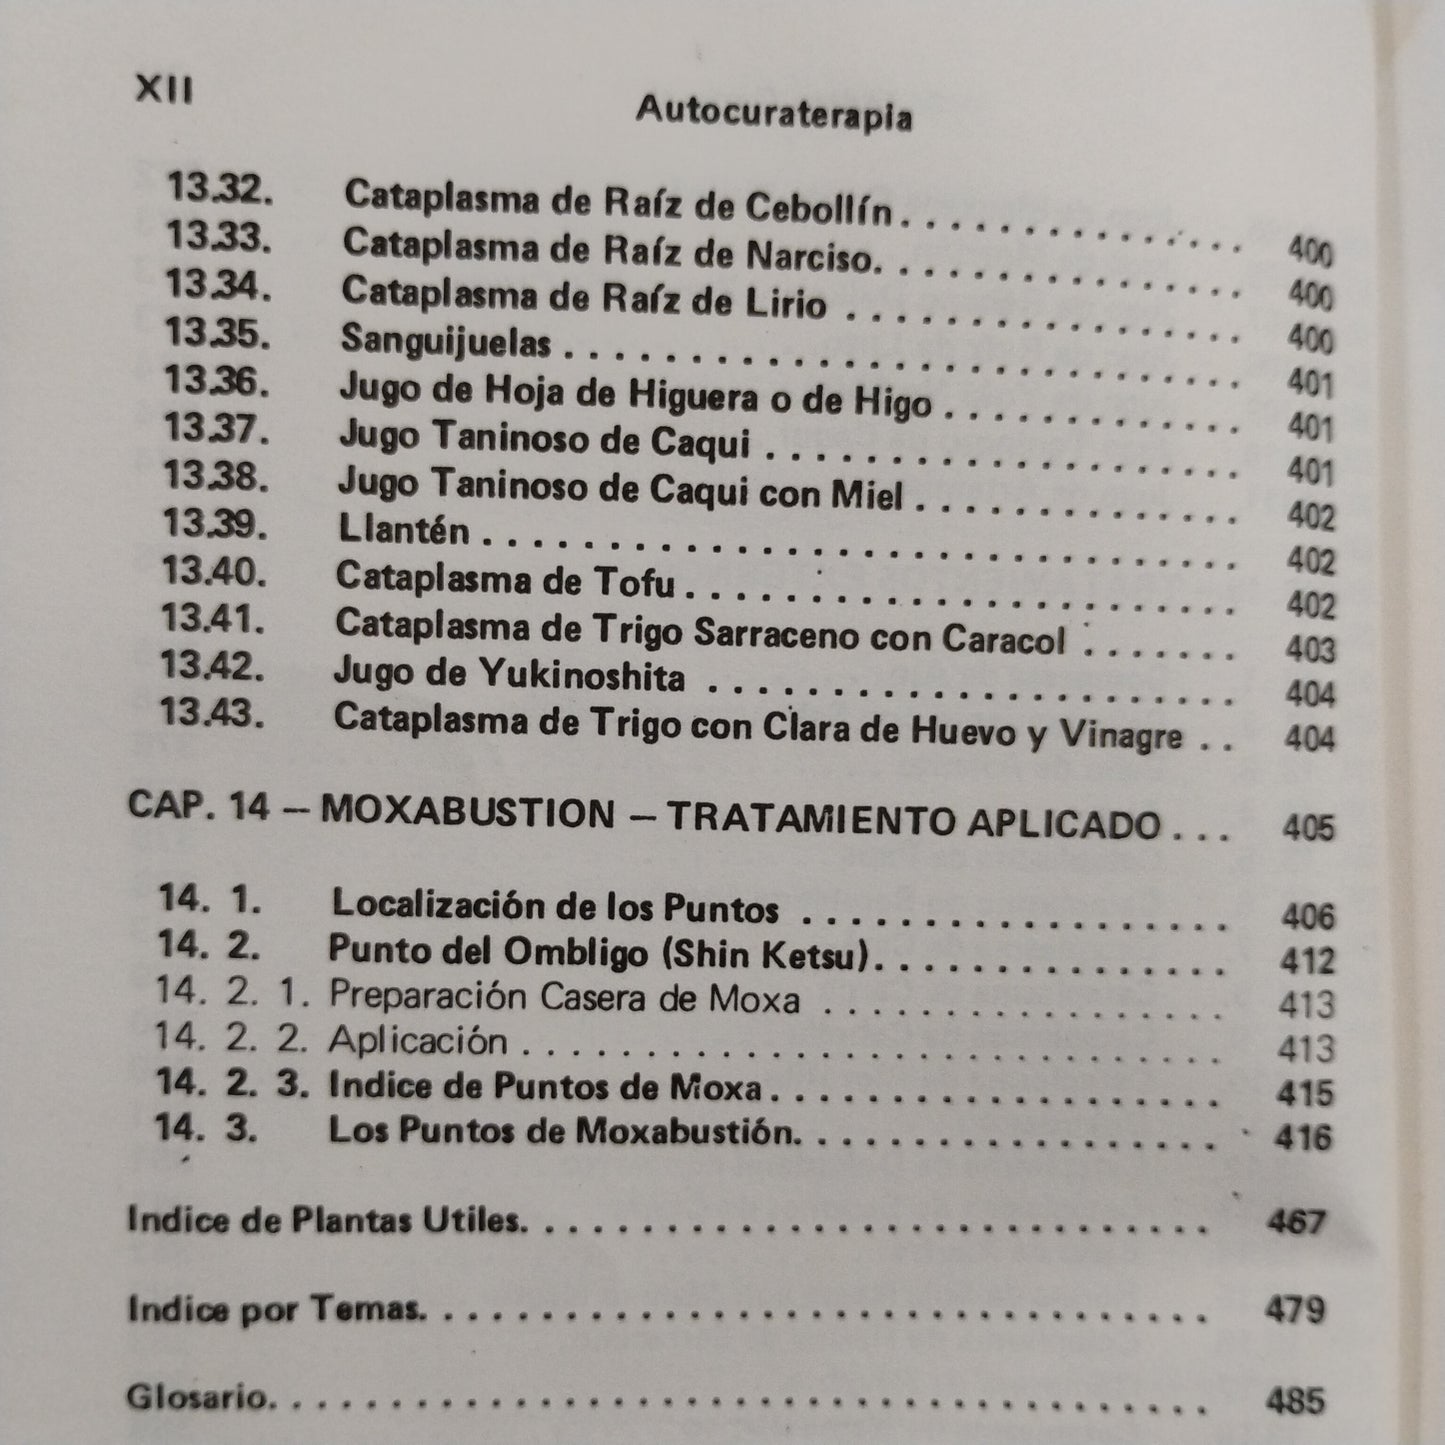 XII
Autocuraterapia
13.32. Cataplasma de Raíz de Cebollín. . . . . . . . . . . . . . 400
13.33. Cataplasma de Raíz de Narciso. . . . . . . . . . . . . . . 400
13.34. Cataplasma de Raíz de Lirio . . . . . . . . . . . . . . . . 400
13.35. Sanguijuelas . . . . . . . . . . . . . . . . . . . . . . . . . . . 401
13.36. Jugo de Hoja de Higuera o de Higo . . . . . . . . . . . . 401
13.37. Jugo Taninoso de Caqui . . . . . . . . . . . . . . . . . . . 401
13.38. Jugo Taninoso de Caqui con Miel . . . . . . . . . . . . . 402
13.39. Llantén . . . . . . . . . . . . . . . . . . . . . . . . . . . . . . 402
13.40. Cataplasma de Tofu . . . . . . . . . . . . . . . . . . . . . . 402
13.41. Cataplasma de Trigo Sarraceno con Caracol . . . . . . . 403
13.42. Jugo de Yukinoshita . . . . . . . . . . . . . . . . . . . . . 404
13.43. Cataplasma de Trigo con Clara de Huevo y Vinagre . . 404
CAP. 14 — MOXABUSTION — TRATAMIENTO APLICADO . . . 405
14. 1. Localización de los Puntos . . . . . . . . . . . . . . . . . 406
14. 2. Punto del Ombligo (Shin Ketsu). . . . . . . . . . . . . . . 412
14. 2. 1. Preparación Casera de Moxa . . . . . . . . . . . . . . . . 413
14. 2. 2. Aplicación . . . . . . . . . . . . . . . . . . . . . . . . . . . . 413
14. 2. 3. Indice de Puntos de Moxa . . . . . . . . . . . . . . . . . . 415
14. 3. Los Puntos de Moxabustión. . . . . . . . . . . . . . . . . . 416
Indice de Plantas Utiles. . . . . . . . . . . . . . . . . . . . . . . . . . . . 467
Indice por Temas. . . . . . . . . . . . . . . . . . . . . . . . . . . . . . . . 479
Glosario. . . . . . . . . . . . . . . . . . . . . . . . . . . . . . . . . . . . . . 485